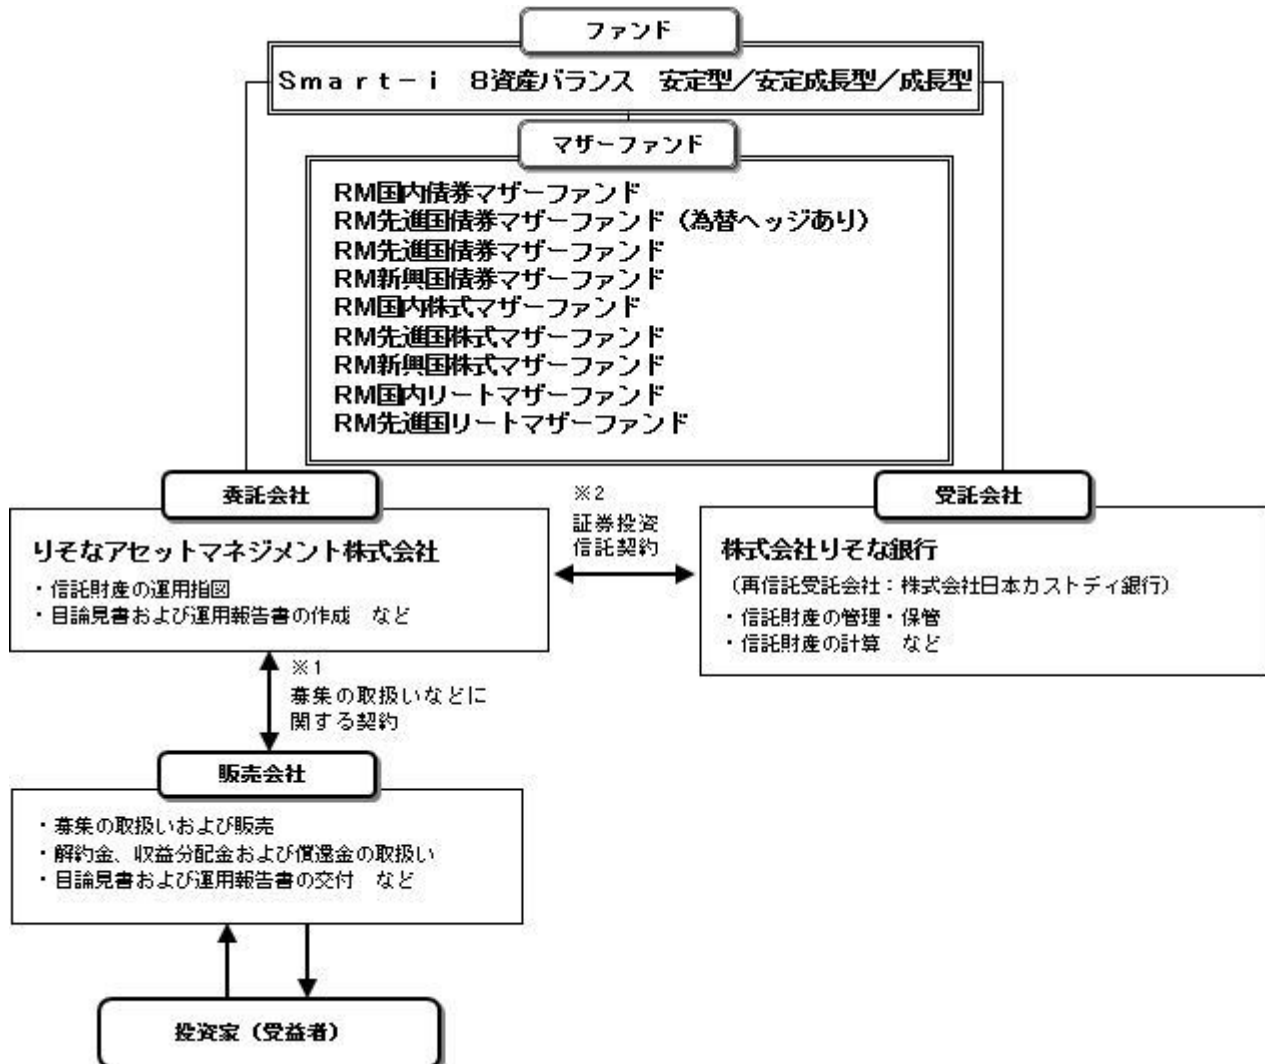 ファンド
Smart-i 8資産バランス 安定型/安定成長型/成長型
マザーファンド
RM国内債券マザーファンド
RM先進国債券マザーファンド(為替ヘッジあり)
RM先進国債券マザーファンド
RM新興国債券マザーファンド
RM国内株式マザーファンド
RM先進国株式マザーファンド
RM新興国株式マザーファンド
RM国内リートマザーファンド
RM先進国リートマザーファンド
委託会社
りそなアセットマネジメント株式会社
・信託財産の運用指図
・目論見書および運用報告書の作成 など
※2
証券投資
信託契約
受託会社
株式会社りそな銀行
(再信託受託会社:株式会社日本カストディ銀行)
・信託財産の管理・保管
・信託財産の計算 など
※1
募集の取扱いなどに
関する契約
販売会社
・募集の取扱いおよび販売
・解約金、収益分配金および償還金の取扱い
・目論見書および運用報告書の交付 など
投資家(受益者)